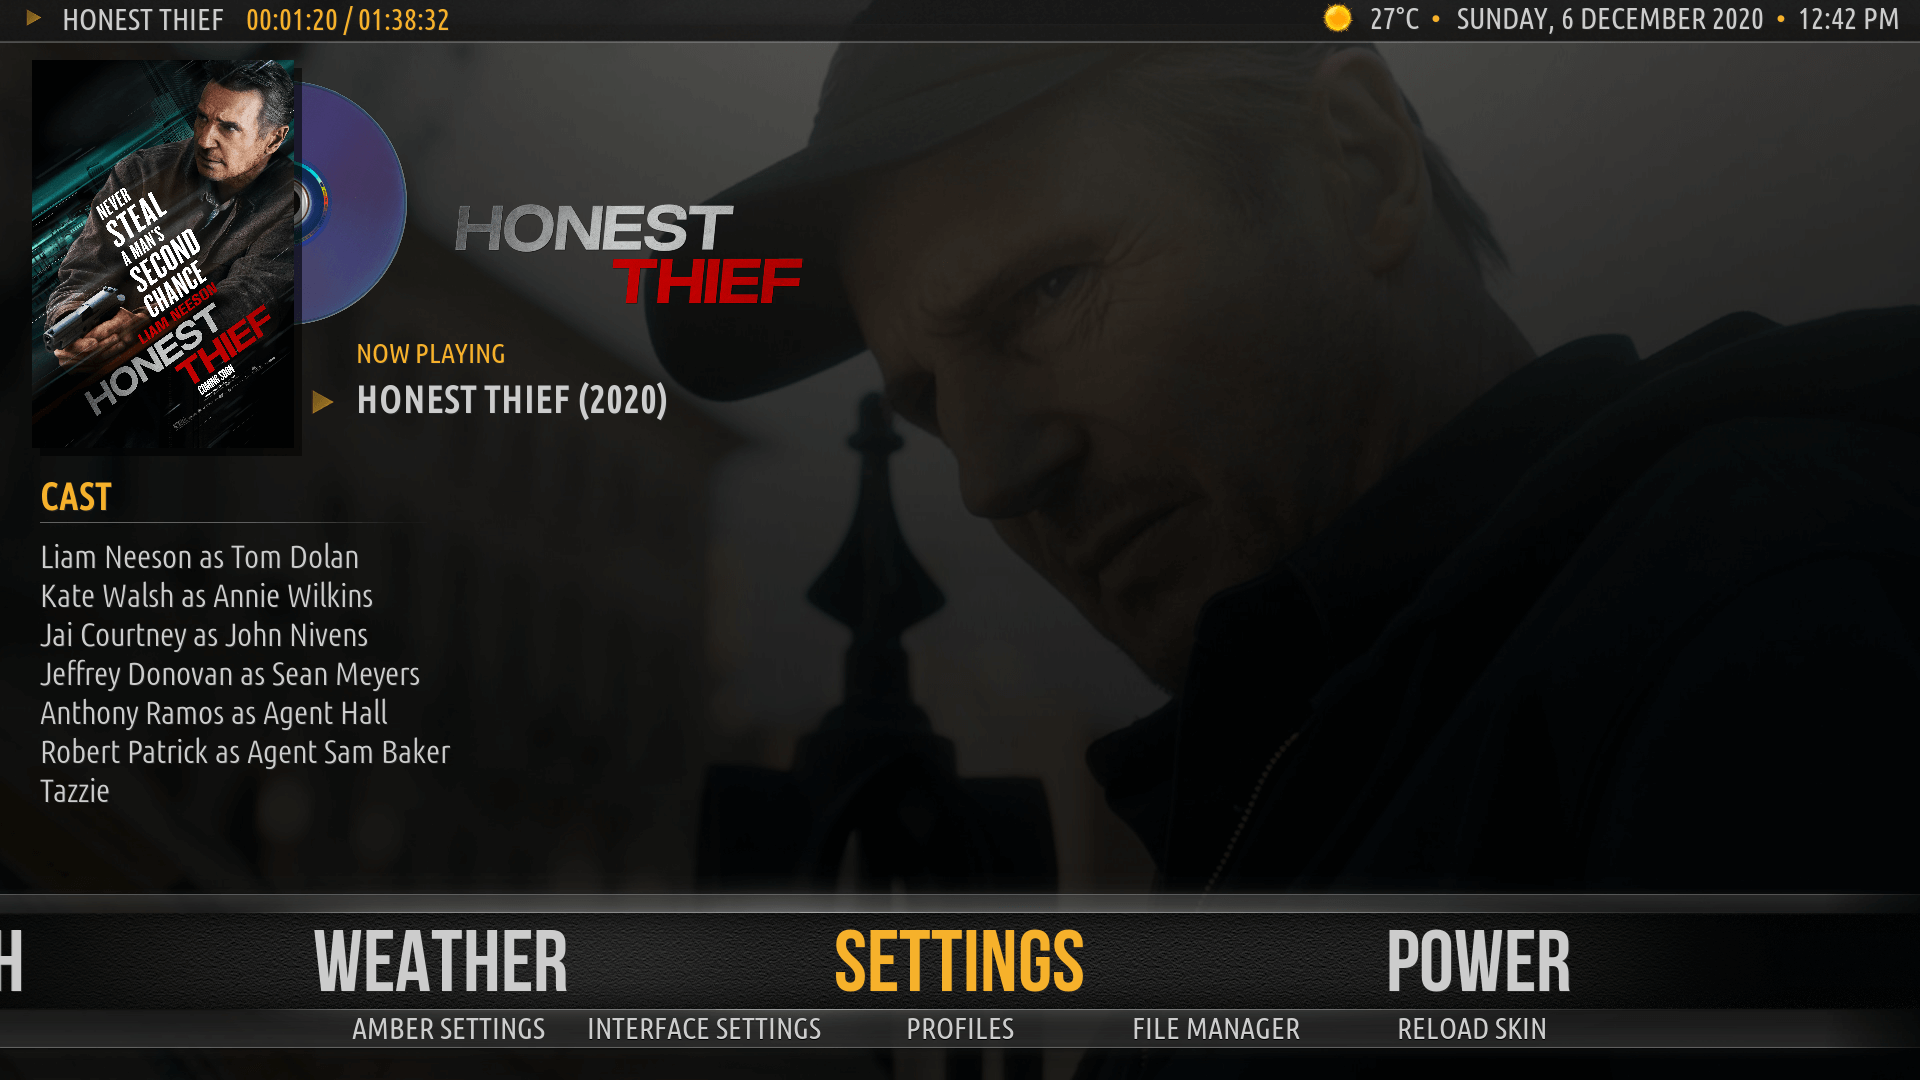 HONEST THIEF 00:01:20 / 01:38:32
27°C • SUNDAY, 6 DECEMBER 2020 • 12:42 PM
NEVER
STEAL
A MAN'S
SECOND
CHANCE
LIAM NEESON
HONEST
THIEF
COMING SOON
HONEST
THIEF
NOW PLAYING
HONEST THIEF (2020)
CAST
Liam Neeson as Tom Dolan
Kate Walsh as Annie Wilkins
Jai Courtney as John Nivens
Jeffrey Donovan as Sean Meyers
Anthony Ramos as Agent Hall
Robert Patrick as Agent Sam Baker
Tazzie
H WEATHER SETTINGS POWER
AMBER SETTINGS INTERFACE SETTINGS PROFILES FILE MANAGER RELOAD SKIN